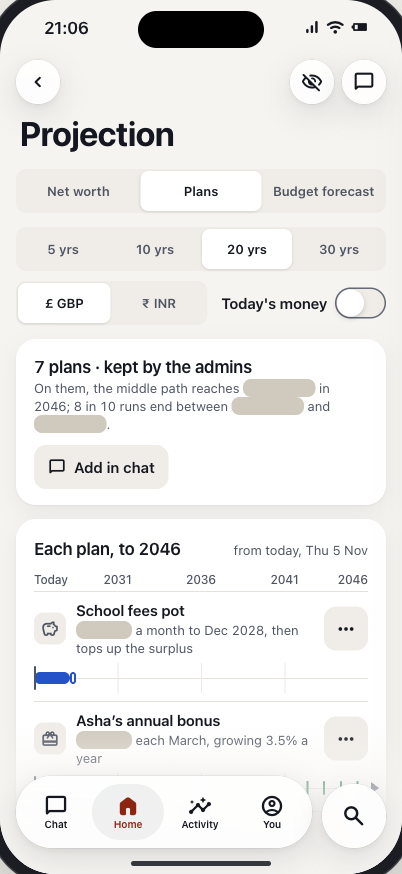 21:06
Projection
Net worth Plans Budget forecast
5 yrs 10 yrs 20 yrs 30 yrs
£ GBP ₹ INR Today's money
7 plans · kept by the admins
On them, the middle path reaches in
2046; 8 in 10 runs end between and
.
Add in chat
Each plan, to 2046 from today, Thu 5 Nov
Today 2031 2036 2041 2046
School fees pot
a month to Dec 2028, then
tops up the surplus
Asha’s annual bonus
each March, growing 3.5% a
year
Chat Home Activity You